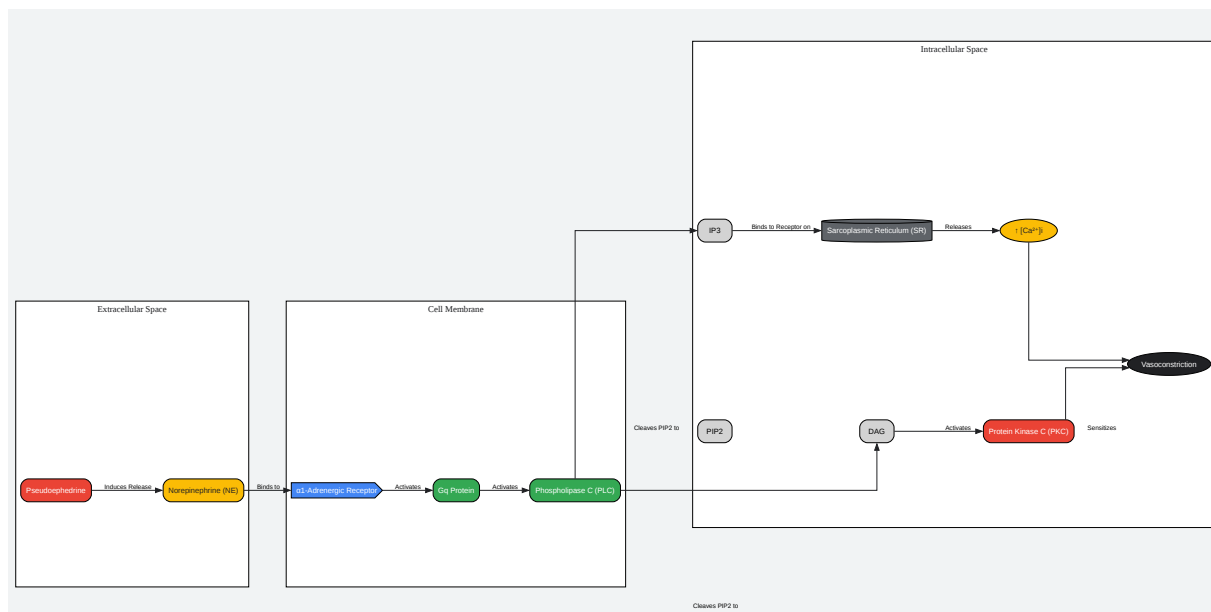 Intracellular Space
IP3
Binds to Receptor on
Sarcoplasmic Reticulum (SR)
Releases
↑ [Ca²⁺]i
Extracellular Space
Cell Membrane
Vasoconstriction
Cleaves PIP2 to
PIP2
DAG
Activates
Protein Kinase C (PKC)
Sensitizes
Pseudoephedrine
Induces Release
Norepinephrine (NE)
Binds to
α1-Adrenergic Receptor
Activates
Gq Protein
Activates
Phospholipase C (PLC)
Cleaves PIP2 to